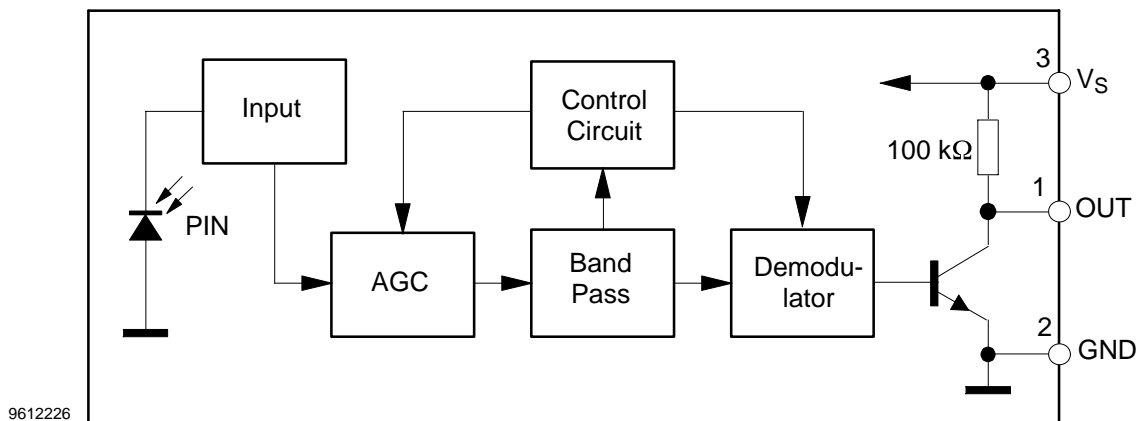 Input
Control
Circuit
3
VS
100 kΩ
1
OUT
PIN
AGC
Band
Pass
Demodu-
lator
2
GND
9612226